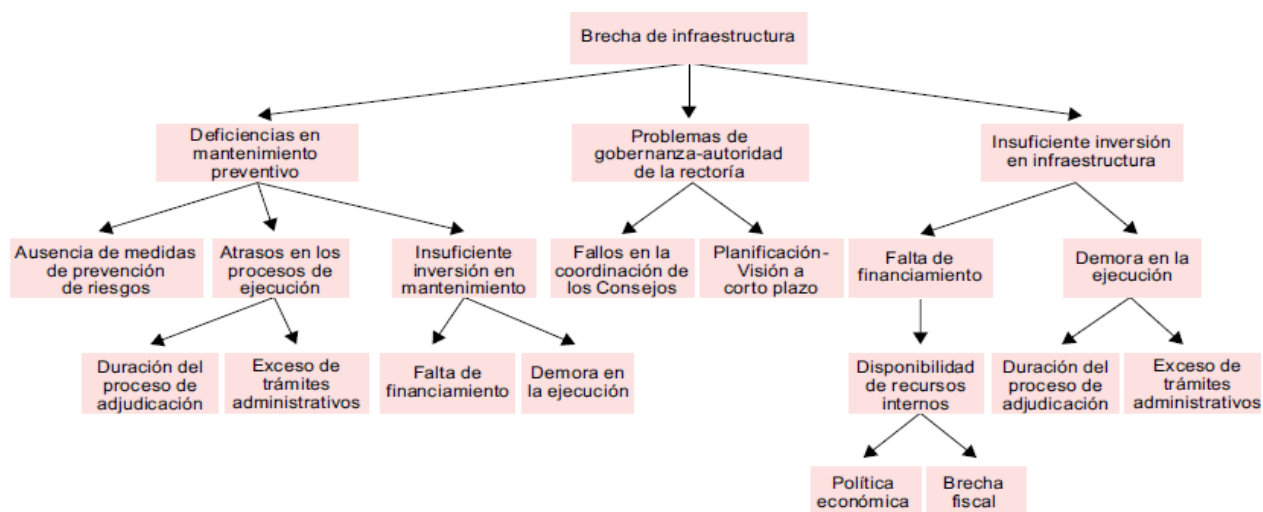 Brecha de infraestructura
Deficiencias en
mantenimiento
preventivo
Problemas de
gobernanza-autoridad
de la rectoría
Insuficiente inversión
en infraestructura
Ausencia de medidas
de prevención
de riesgos
Atrasos en los
procesos de
ejecución
Insuficiente
inversión en
mantenimiento
Fallos en la
coordinación de
los Consejos
Planificación-
Visión a
corto plazo
Falta de
financiamiento
Demora en la
ejecución
Duración del
proceso de
adjudicación
Exceso de
trámites
administrativos
Falta de
financiamiento
Demora en
la ejecución
Disponibilidad
de recursos
internos
Duración del
proceso de
adjudicación
Exceso de
trámites
administrativos
Política
económica
Brecha
fiscal